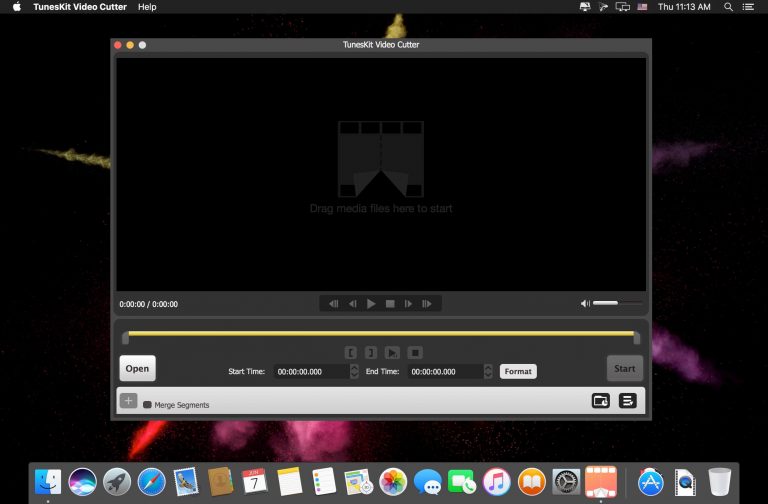 TunesKit Video Cutter Help Thu 11:13 AM
TunesKit Video Cutter
Drag media files here to start
0:00:00 / 0:00:00
[ ]
Open Start Time: 00:00:00.000 End Time: 00:00:00.000 Format Start
+ Merge Segments
JUN
7